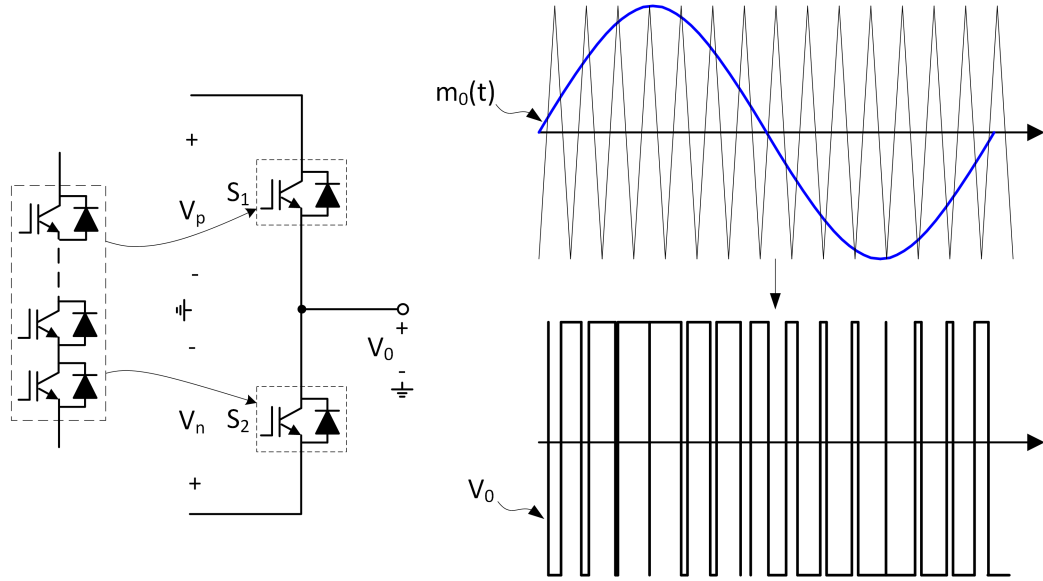 m₀(t)
+
S₁
Vₚ
-
+
V₀
-
-
Vₙ
S₂
+
V₀